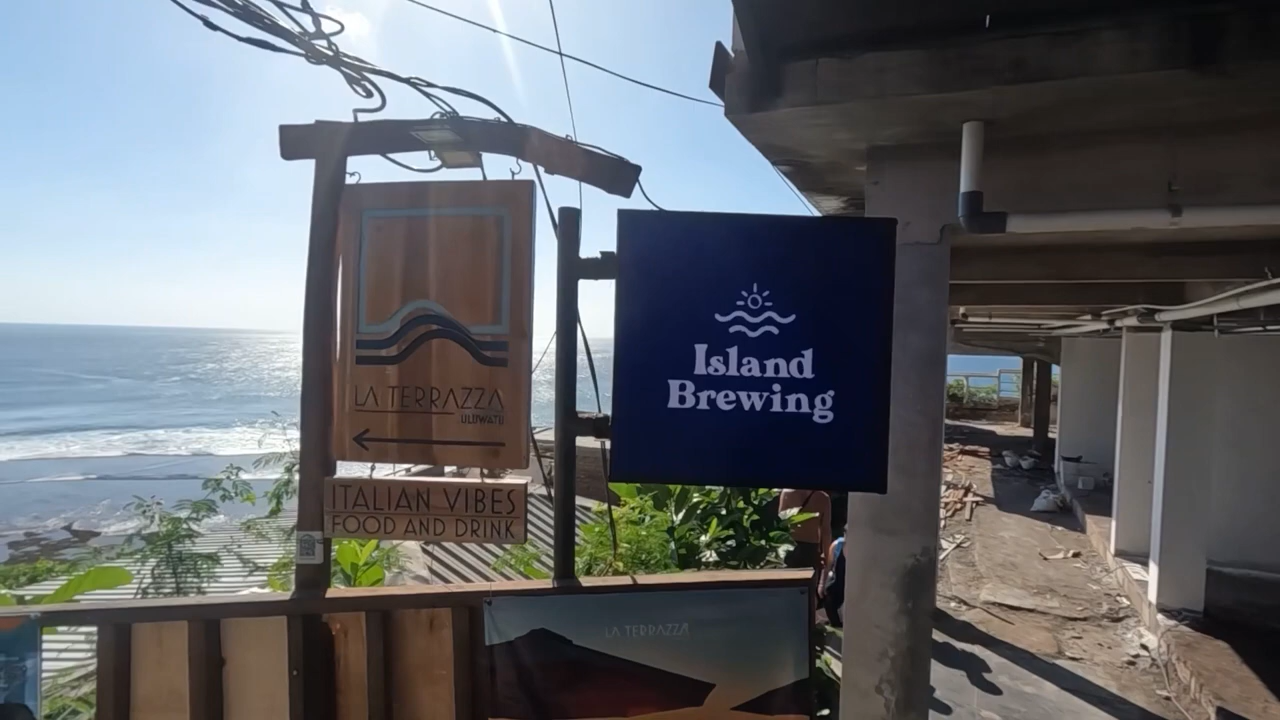 LA TERRAZZA
ULUWATU
ITALIAN VIBES
FOOD AND DRINK
Island
Brewing
LA TERRAZZA